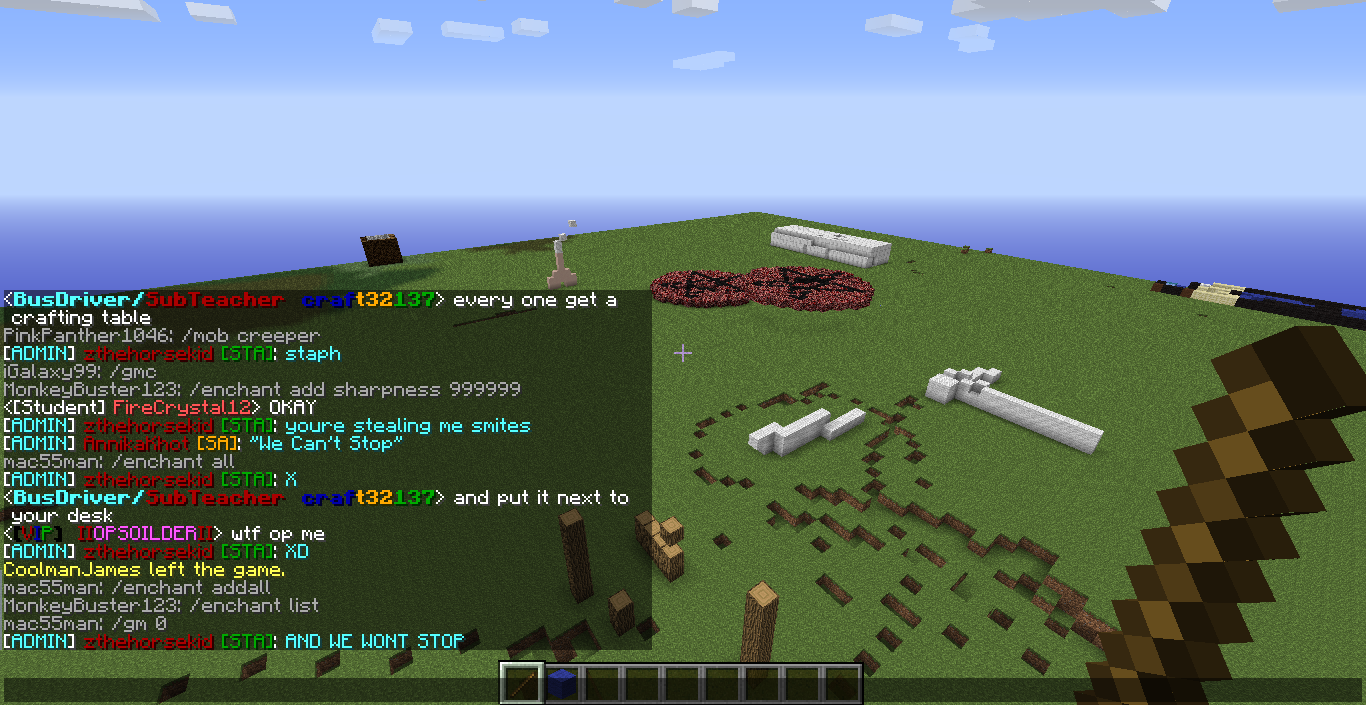 <BusDriver/SubTeacher craft32137> every one get a
crafting table
PinkPanther1046: /mob creeper
[ADMIN] zthehorsekid [STA]: staph
iGalaxy99: /gmc
MonkeyBuster123: /enchant add sharpness 999999
<[Student] FireCrystal12> OKAY
[ADMIN] zthehorsekid [STA]: youre stealing me smites
[ADMIN] AnnikaKhot [SA]: "We Can't Stop"
mac55man: /enchant all
[ADMIN] zthehorsekid [STA]: X
<BusDriver/SubTeacher craft32137> and put it next to
your desk
<[VIP] IIOPSOILDERII> wtf op me
[ADMIN] zthehorsekid [STA]: XD
CoolmanJames left the game.
mac55man: /enchant addall
MonkeyBuster123: /enchant list
mac55man: /gm 0
[ADMIN] zthehorsekid [STA]: AND WE WONT STOP